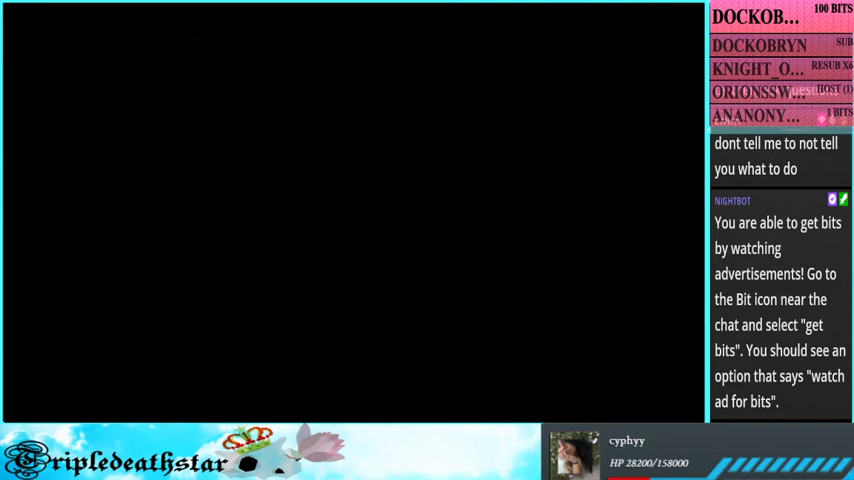 DOCKOB... 100 BITS
DOCKOBRYN SUB
KNIGHT_O... RESUB X6
ORIONSSW... HOST (1)
ANANONY... 1 BITS
dont tell me to not tell
you what to do
NIGHTBOT
You are able to get bits
by watching
advertisements! Go to
the Bit icon near the
chat and select "get
bits". You should see an
option that says "watch
ad for bits".
Tripledeathstar
cyphyy
HP 28200/158000